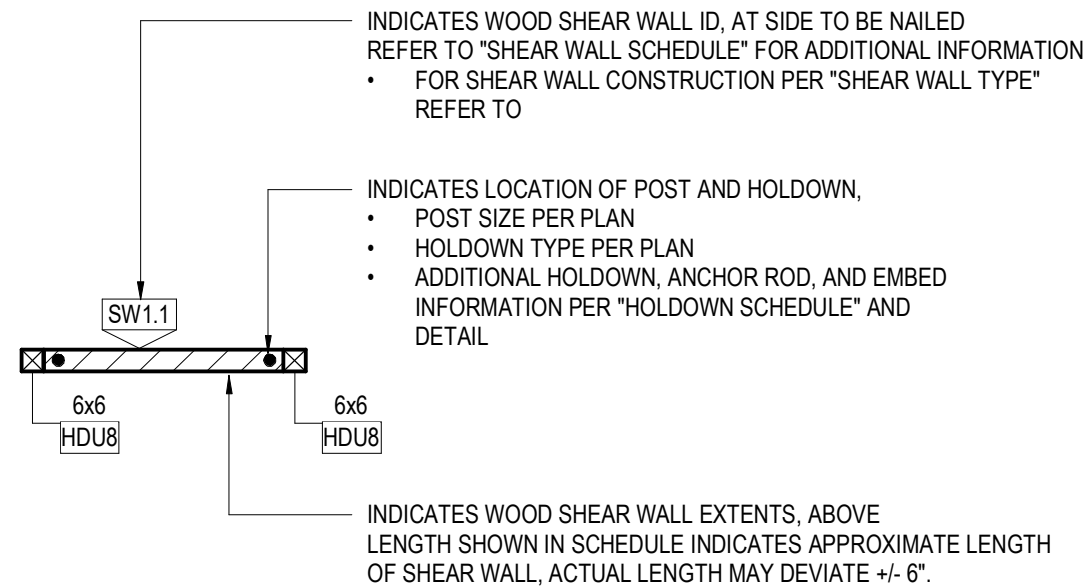 INDICATES WOOD SHEAR WALL ID, AT SIDE TO BE NAILED
REFER TO "SHEAR WALL SCHEDULE" FOR ADDITIONAL INFORMATION
• FOR SHEAR WALL CONSTRUCTION PER "SHEAR WALL TYPE"
REFER TO
INDICATES LOCATION OF POST AND HOLDOWN,
• POST SIZE PER PLAN
• HOLDOWN TYPE PER PLAN
• ADDITIONAL HOLDOWN, ANCHOR ROD, AND EMBED
INFORMATION PER "HOLDOWN SCHEDULE" AND
DETAIL
SW1.1
6x6
HDU8
6x6
HDU8
INDICATES WOOD SHEAR WALL EXTENTS, ABOVE
LENGTH SHOWN IN SCHEDULE INDICATES APPROXIMATE LENGTH
OF SHEAR WALL, ACTUAL LENGTH MAY DEVIATE +/- 6".